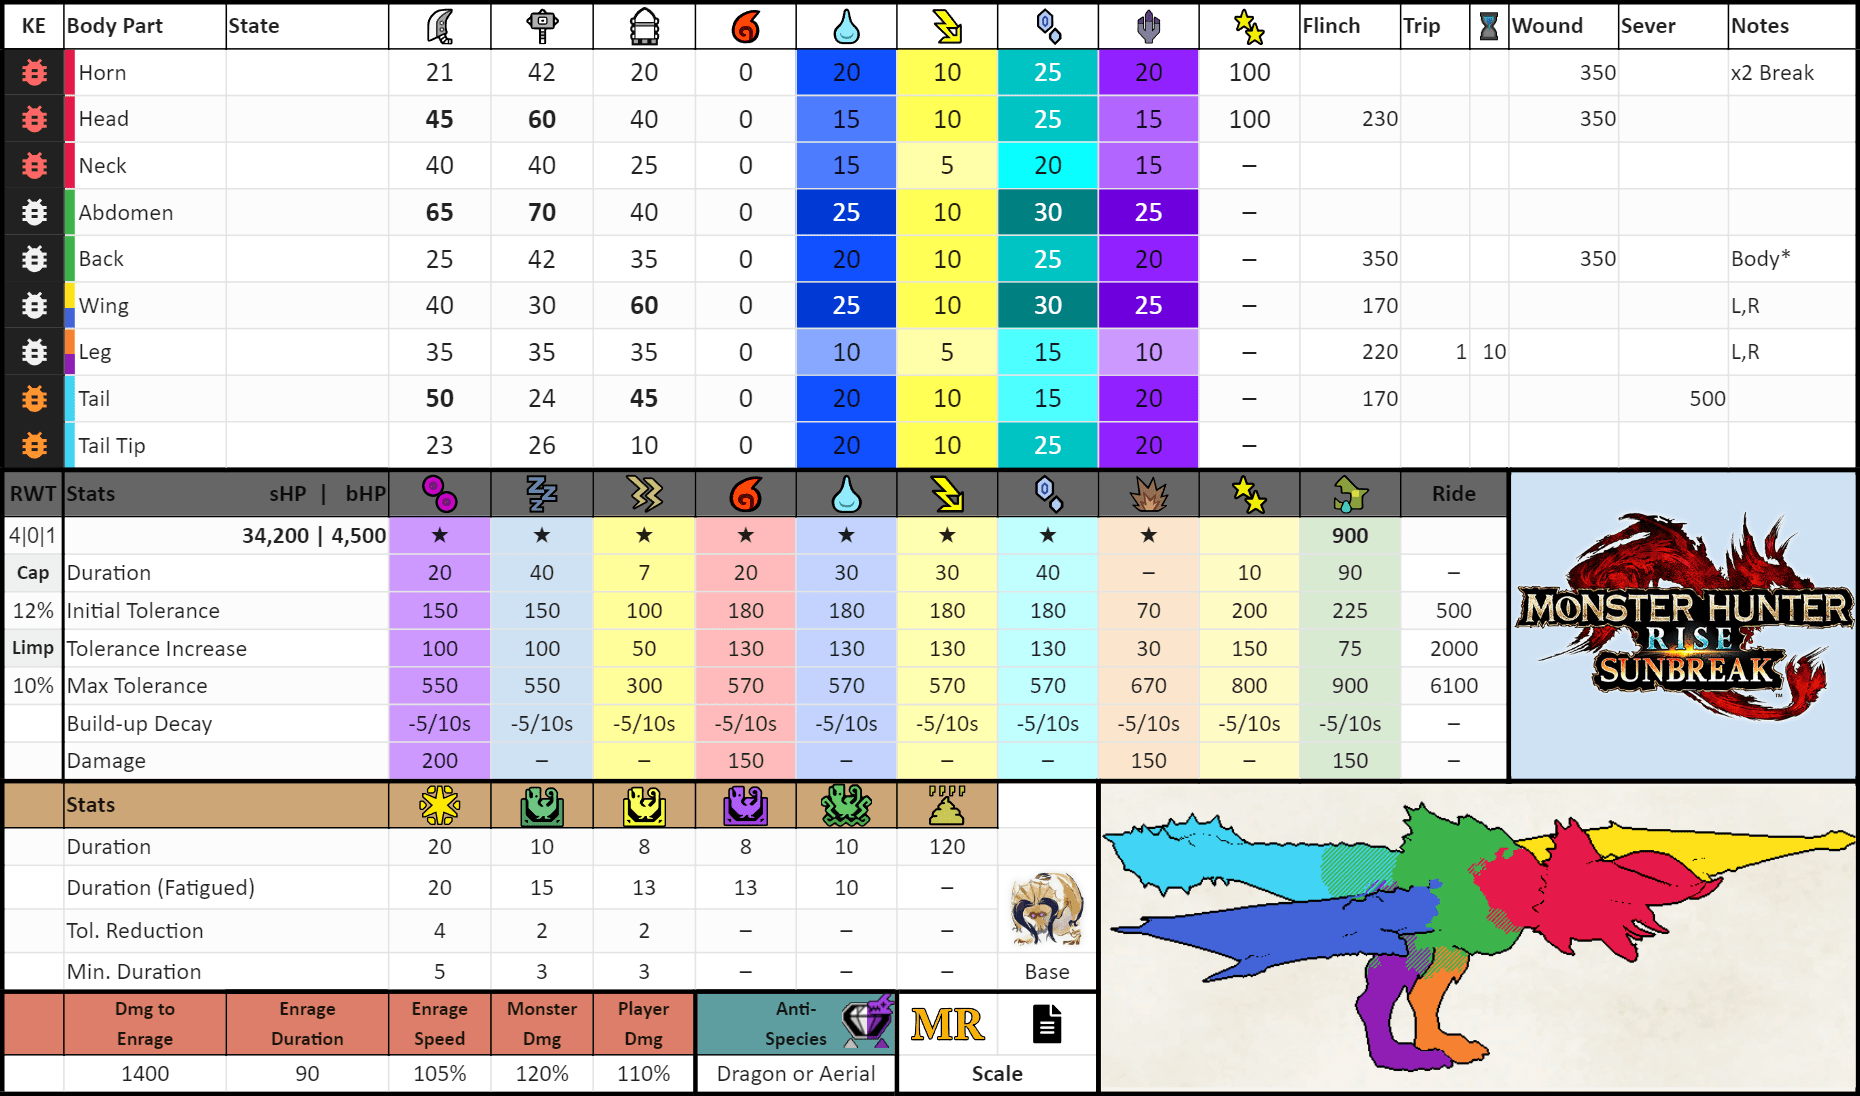 KE Body Part State Flinch Trip Wound Sever Notes
Horn 21 42 20 0 20 10 25 20 100 350 x2 Break
Head 45 60 40 0 15 10 25 15 100 230 350
Neck 40 40 25 0 15 5 20 15 –
Abdomen 65 70 40 0 25 10 30 25 –
Back 25 42 35 0 20 10 25 20 – 350 350 Body*
Wing 40 30 60 0 25 10 30 25 – 170 L,R
Leg 35 35 35 0 10 5 15 10 – 220 1 10 L,R
Tail 50 24 45 0 20 10 15 20 – 170 500
Tail Tip 23 26 10 0 20 10 25 20 –
RWT Stats sHP | bHP Ride
4|0|1 34,200 | 4,500 ★ ★ ★ ★ ★ ★ ★ ★ 900
Cap Duration 20 40 7 20 30 30 40 – 10 90 –
12% Initial Tolerance 150 150 100 180 180 180 180 70 200 225 500
Limp Tolerance Increase 100 100 50 130 130 130 130 30 150 75 2000
10% Max Tolerance 550 550 300 570 570 570 570 670 800 900 6100
Build-up Decay -5/10s -5/10s -5/10s -5/10s -5/10s -5/10s -5/10s -5/10s -5/10s -5/10s –
Damage 200 – – 150 – – – 150 – 150 –
MONSTER HUNTER
RISE
SUNBREAK
TM
Stats
Duration 20 10 8 8 10 120
Duration (Fatigued) 20 15 13 13 10 –
Tol. Reduction 4 2 2 – – –
Min. Duration 5 3 3 – – – Base
Dmg to Enrage Enrage Monster Player Anti- MR
Enrage Duration Speed Dmg Dmg Species
1400 90 105% 120% 110% Dragon or Aerial Scale